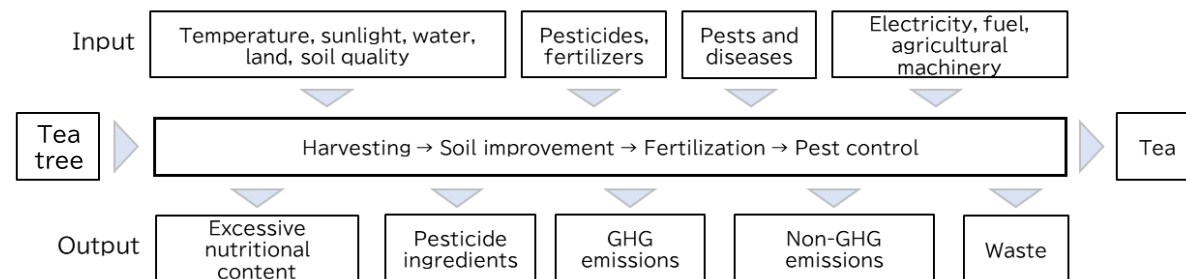 Input
Temperature, sunlight, water,
land, soil quality
Pesticides,
fertilizers
Pests and
diseases
Electricity, fuel,
agricultural
machinery
Tea
tree
Harvesting → Soil improvement → Fertilization → Pest control
Tea
Output
Excessive
nutritional
content
Pesticide
ingredients
GHG
emissions
Non-GHG
emissions
Waste